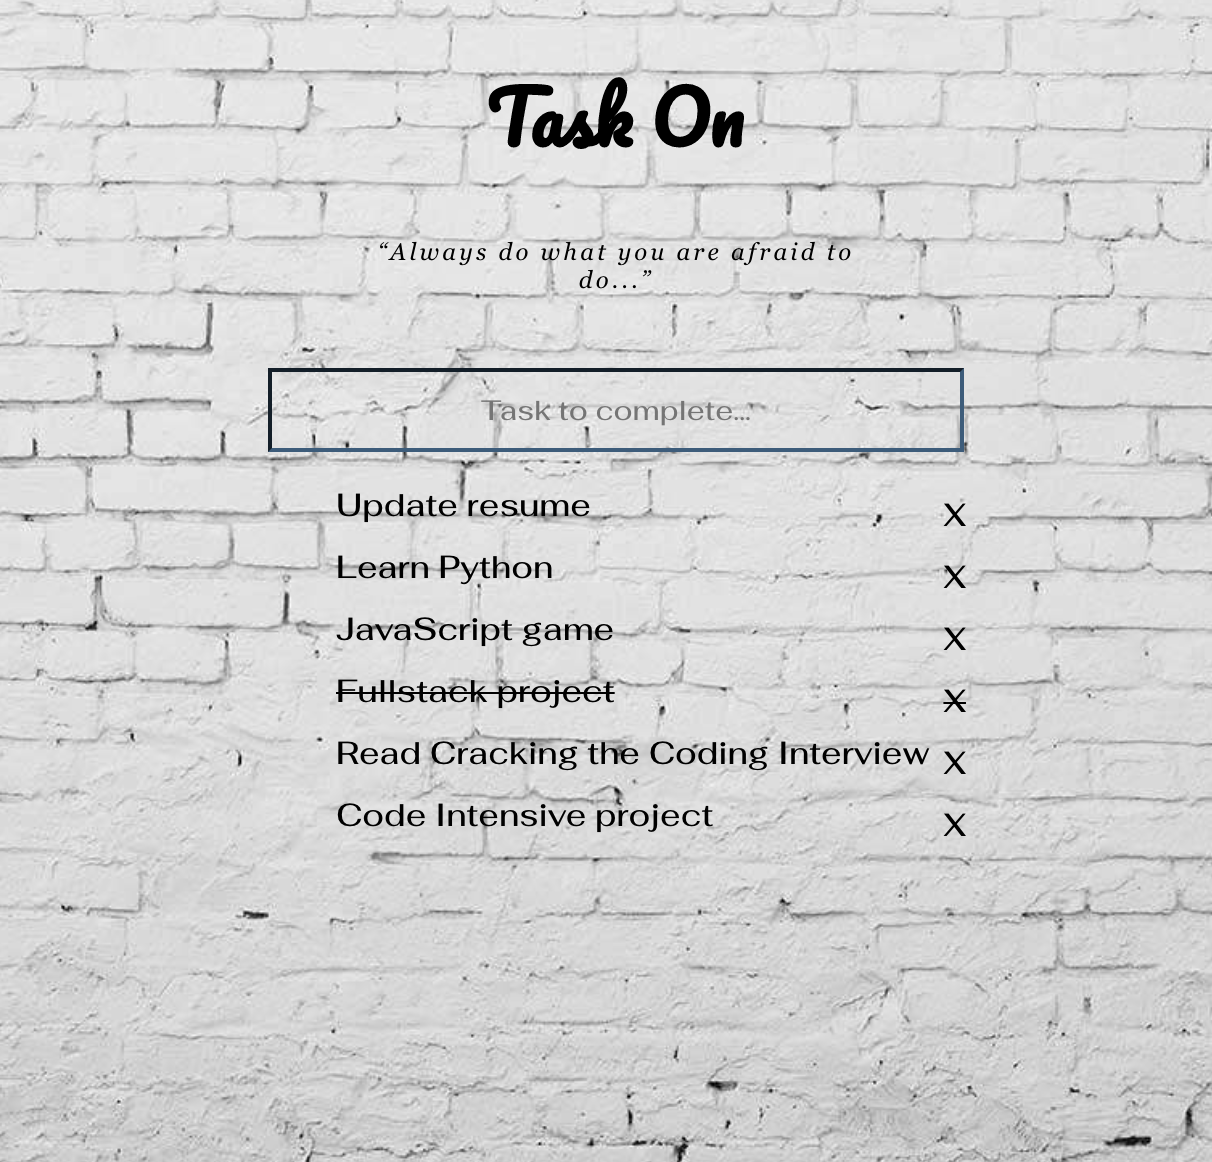 Task On
“Always do what you are afraid to
do...”
Task to complete...
Update resume X
Learn Python X
JavaScript game X
Fullstack project X
Read Cracking the Coding Interview X
Code Intensive project X